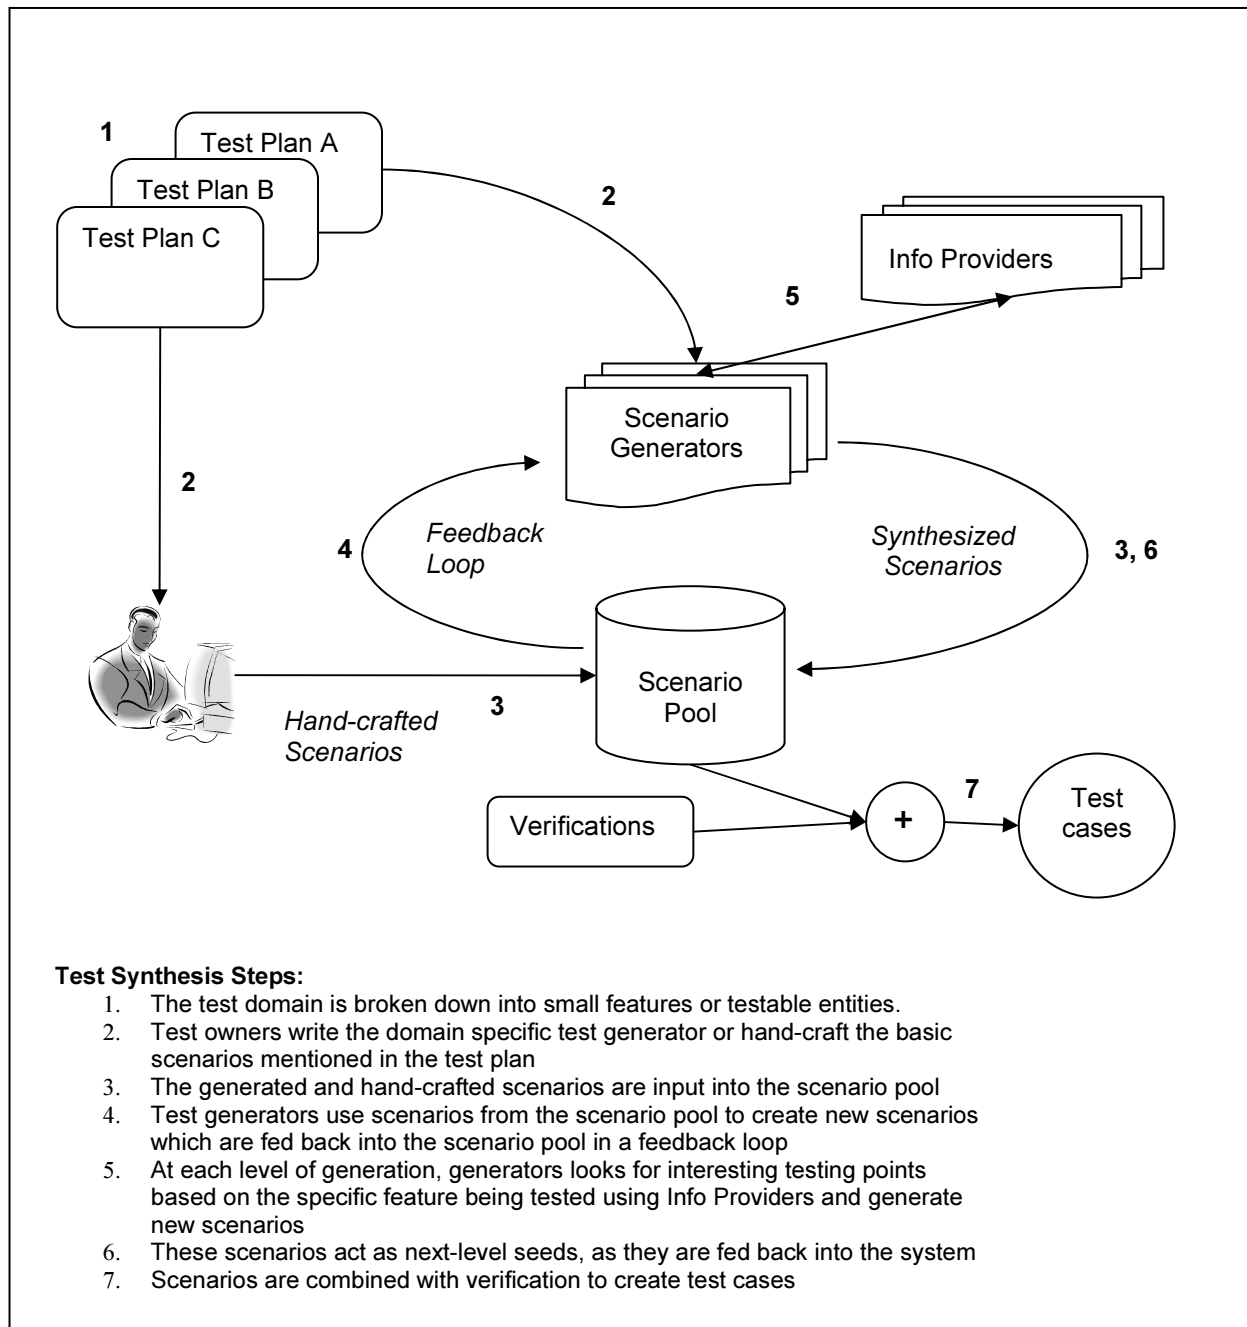 1
Test Plan A
Test Plan B
Test Plan C
2
Info Providers
5
Scenario
Generators
2
4
Feedback
Loop
Synthesized
Scenarios
3, 6
Scenario
Pool
3
Hand-crafted
Scenarios
7
Test
cases
Verifications
+
Test Synthesis Steps:
1. The test domain is broken down into small features or testable entities.
2. Test owners write the domain specific test generator or hand-craft the basic
scenarios mentioned in the test plan
3. The generated and hand-crafted scenarios are input into the scenario pool
4. Test generators use scenarios from the scenario pool to create new scenarios
which are fed back into the scenario pool in a feedback loop
5. At each level of generation, generators looks for interesting testing points
based on the specific feature being tested using Info Providers and generate
new scenarios
6. These scenarios act as next-level seeds, as they are fed back into the system
7. Scenarios are combined with verification to create test cases